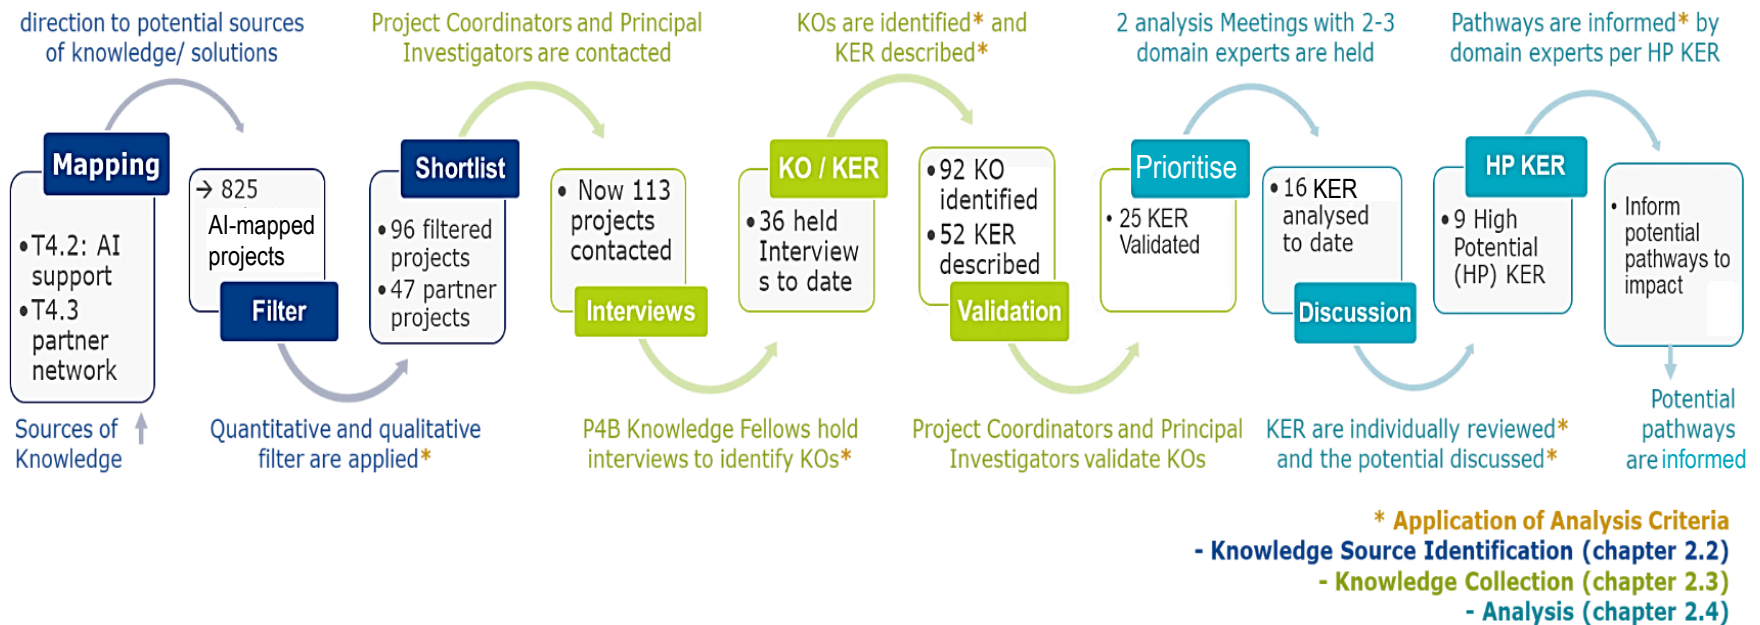 direction to potential sources
of knowledge/ solutions
Project Coordinators and Principal
Investigators are contacted
KOs are identified* and
KER described*
2 analysis Meetings with 2-3
domain experts are held
Pathways are informed* by
domain experts per HP KER
Mapping
• T4.2: AI
support
• T4.3
partner
network
→ 825
AI-mapped
projects
Filter
Shortlist
• 96 filtered
projects
• 47 partner
projects
• Now 113
projects
contacted
Interviews
KO / KER
• 36 held
Interview
s to date
• 92 KO
identified
• 52 KER
described
Validation
Prioritise
• 25 KER
Validated
• 16 KER
analysed
to date
Discussion
HP KER
• 9 High
Potential
(HP) KER
• Inform
potential
pathways to
impact
Sources of
Knowledge
Quantitative and qualitative
filter are applied*
P4B Knowledge Fellows hold
interviews to identify KOs*
Project Coordinators and Principal
Investigators validate KOs
KER are individually reviewed*
and the potential discussed*
Potential
pathways
are informed
* Application of Analysis Criteria
- Knowledge Source Identification (chapter 2.2)
- Knowledge Collection (chapter 2.3)
- Analysis (chapter 2.4)